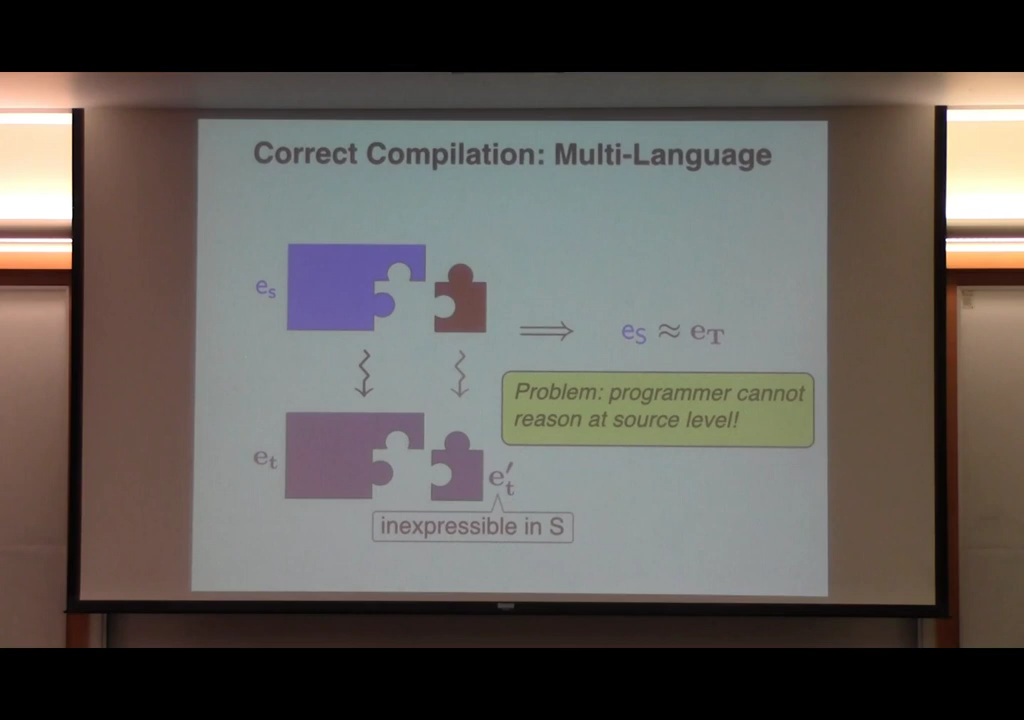 Correct Compilation: Multi-Language
es
eS ≈ eT
Problem: programmer cannot
reason at source level!
et
e′t
inexpressible in S